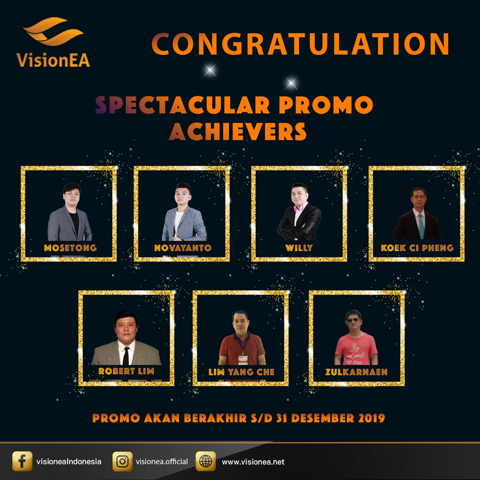 VisionEA
CONGRATULATION
SPECTACULAR PROMO
ACHIEVERS
MOSETONG
NOVAYANTO
WILLY
KOEK CI PHENG
ROBERT LIM
LIM YANG CHE
ZULKARNAEN
PROMO AKAN BERAKHIR S/D 31 DESEMBER 2019
visioneaIndonesia
visionea.official
www.visionea.net